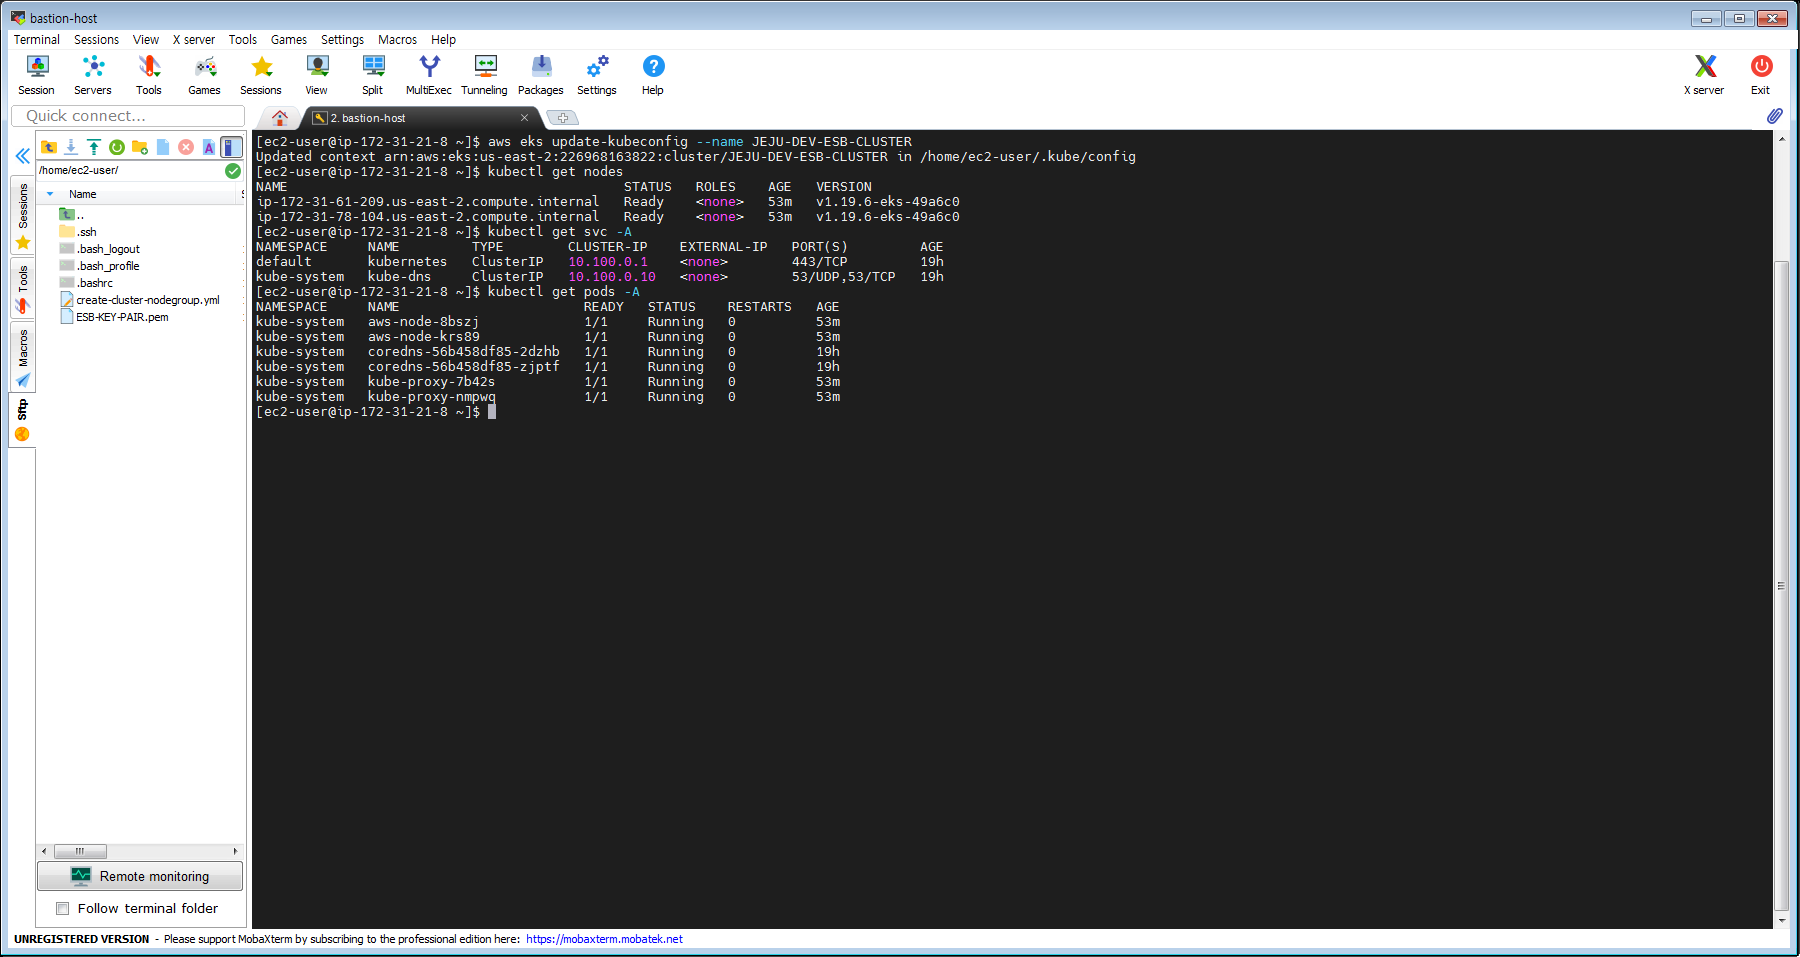 bastion-host
Terminal Sessions View X server Tools Games Settings Macros Help
Session Servers Tools Games Sessions View Split MultiExec Tunneling Packages Settings Help X server Exit
Quick connect...
2. bastion-host
/home/ec2-user/
Name
..
.ssh
.bash_logout
.bash_profile
.bashrc
create-cluster-nodegroup.yml
ESB-KEY-PAIR.pem
Sessions
Tools
Macros
Sftp
[ec2-user@ip-172-31-21-8 ~]$ aws eks update-kubeconfig --name JEJU-DEV-ESB-CLUSTER
Updated context arn:aws:eks:us-east-2:226968163822:cluster/JEJU-DEV-ESB-CLUSTER in /home/ec2-user/.kube/config
[ec2-user@ip-172-31-21-8 ~]$ kubectl get nodes
NAME STATUS ROLES AGE VERSION
ip-172-31-61-209.us-east-2.compute.internal Ready <none> 53m v1.19.6-eks-49a6c0
ip-172-31-78-104.us-east-2.compute.internal Ready <none> 53m v1.19.6-eks-49a6c0
[ec2-user@ip-172-31-21-8 ~]$ kubectl get svc -A
NAMESPACE NAME TYPE CLUSTER-IP EXTERNAL-IP PORT(S) AGE
default kubernetes ClusterIP 10.100.0.1 <none> 443/TCP 19h
kube-system kube-dns ClusterIP 10.100.0.10 <none> 53/UDP,53/TCP 19h
[ec2-user@ip-172-31-21-8 ~]$ kubectl get pods -A
NAMESPACE NAME READY STATUS RESTARTS AGE
kube-system aws-node-8bszj 1/1 Running 0 53m
kube-system aws-node-krs89 1/1 Running 0 53m
kube-system coredns-56b458df85-2dzhb 1/1 Running 0 19h
kube-system coredns-56b458df85-zjptf 1/1 Running 0 19h
kube-system kube-proxy-7b42s 1/1 Running 0 53m
kube-system kube-proxy-nmpwq 1/1 Running 0 53m
[ec2-user@ip-172-31-21-8 ~]$
Remote monitoring
Follow terminal folder
UNREGISTERED VERSION - Please support MobaXterm by subscribing to the professional edition here: https://mobaxterm.mobatek.net